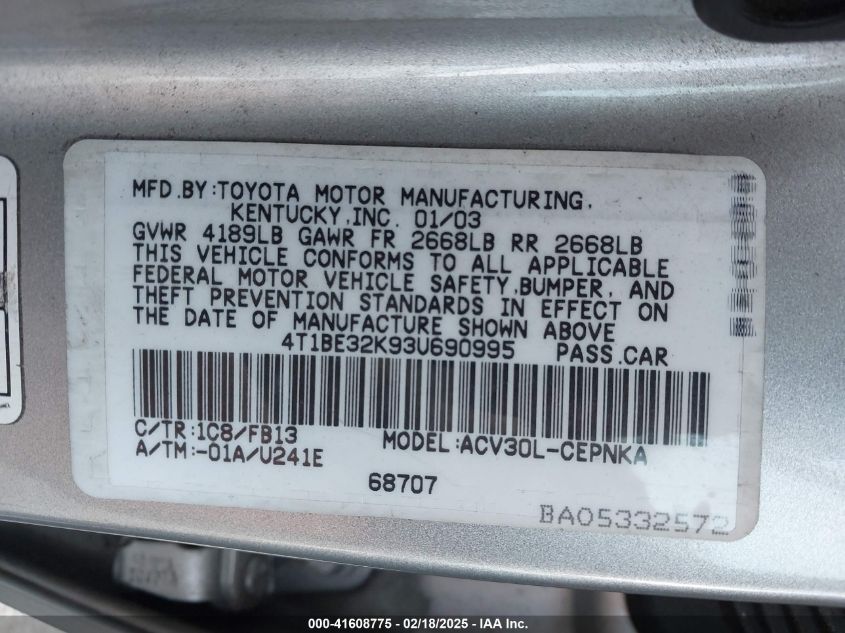 MFD.BY:TOYOTA MOTOR MANUFACTURING,
KENTUCKY,INC. 01/03
GVWR 4189LB GAWR FR 2668LB RR 2668LB
THIS VEHICLE CONFORMS TO ALL APPLICABLE
FEDERAL MOTOR VEHICLE SAFETY,BUMPER, AND
THEFT PREVENTION STANDARDS IN EFFECT ON
THE DATE OF MANUFACTURE SHOWN ABOVE
4T1BE32K93U690995 PASS.CAR
C/TR:1C8/FB13 MODEL:ACV30L-CEPNKA
A/TM:-01A/U241E
68707
BA05332572
000-41608775 - 02/18/2025 - IAA Inc.